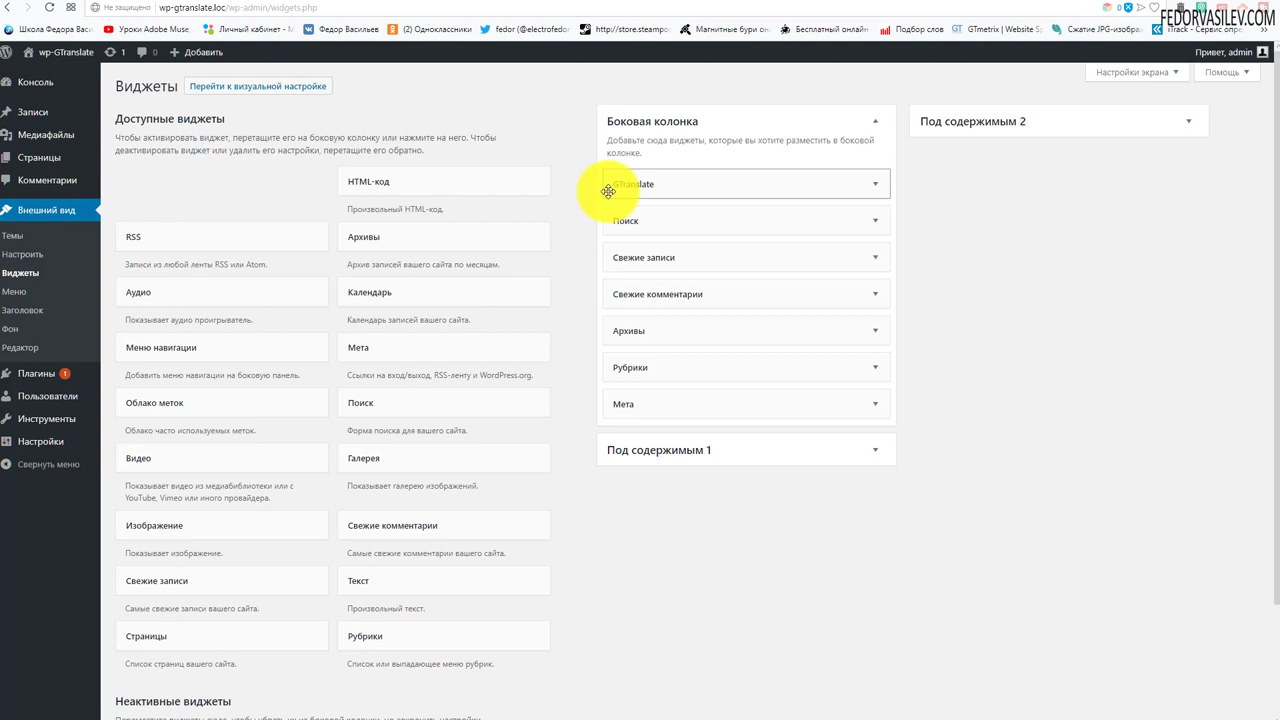 Не защищено | wp-gtranslate.loc/wp-admin/widgets.php
FEDORVASILEV.COM
Школа Федора Васил
Уроки Adobe Muse,
Личный кабинет -
Федор Васильев
(2) Одноклассники
fedor (@electrofedo
http://store.steampo
Магнитные бури он
Бесплатный онлайн
Подбор слов
GTmetrix | Website S
Сжатие JPG-изобра
iTrack - Сервис опре
wp-GTranslate
1
0
Добавить
Привет, admin
Консоль
Записи
Медиафайлы
Страницы
Комментарии
Внешний вид
Темы
Настроить
Виджеты
Меню
Заголовок
Фон
Редактор
Плагины 1
Пользователи
Инструменты
Настройки
Свернуть меню
Настройки экрана
Помощь
Виджеты
Перейти к визуальной настройке
Доступные виджеты
Чтобы активировать виджет, перетащите его на боковую колонку или нажмите на него. Чтобы
деактивировать виджет или удалить его настройки, перетащите его обратно.
HTML-код
Произвольный HTML-код.
RSS
Архивы
Записи из любой ленты RSS или Atom.
Архив записей вашего сайта по месяцам.
Аудио
Календарь
Показывает аудио проигрыватель.
Календарь записей вашего сайта.
Меню навигации
Мета
Добавить меню навигации на боковую панель.
Ссылки на вход/выход, RSS-ленту и WordPress.org.
Облако меток
Поиск
Облако часто используемых меток.
Форма поиска для вашего сайта.
Видео
Галерея
Показывает видео из медиабиблиотеки или с
YouTube, Vimeo или иного провайдера.
Показывает галерею изображений.
Изображение
Свежие комментарии
Показывает изображение.
Самые свежие комментарии вашего сайта.
Свежие записи
Текст
Самые свежие записи вашего сайта.
Произвольный текст.
Страницы
Рубрики
Список страниц вашего сайта.
Список или выпадающее меню рубрик.
Неактивные виджеты
Боковая колонка
Добавьте сюда виджеты, которые вы хотите разместить в боковой
колонке.
GTranslate
Поиск
Свежие записи
Свежие комментарии
Архивы
Рубрики
Мета
Под содержимым 1
Под содержимым 2